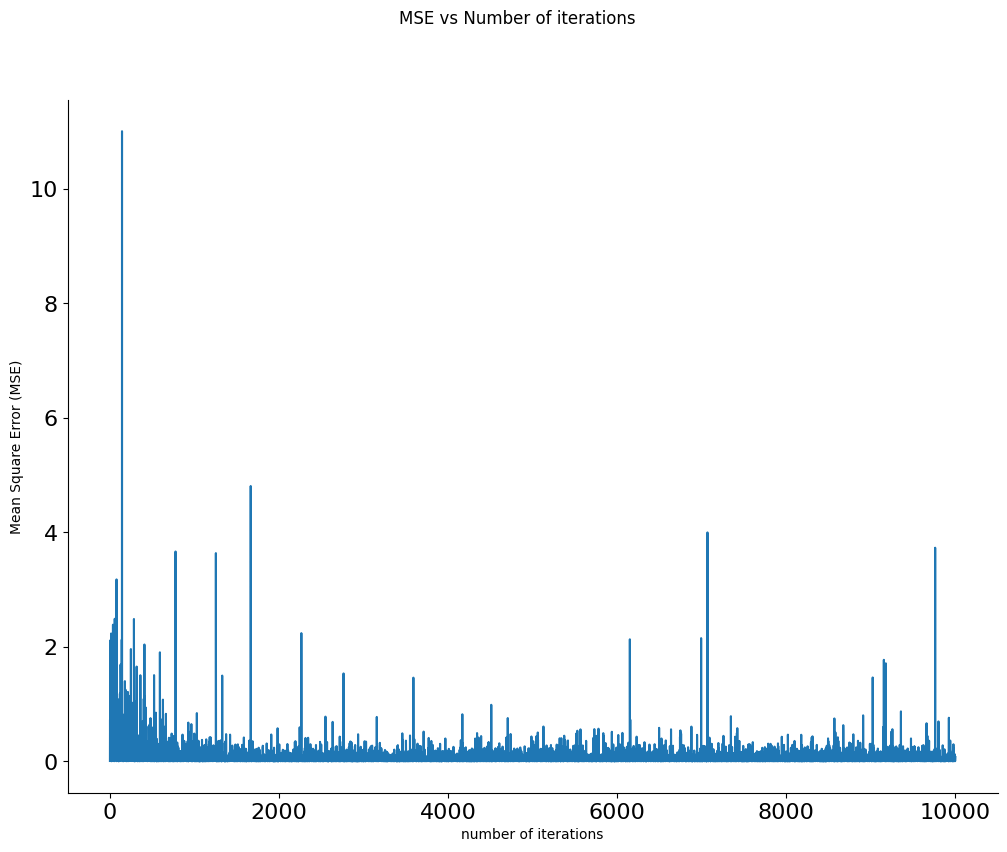 MSE vs Number of iterations
Mean Square Error (MSE)
10
8
6
4
2
0
0 2000 4000 6000 8000 10000
number of iterations